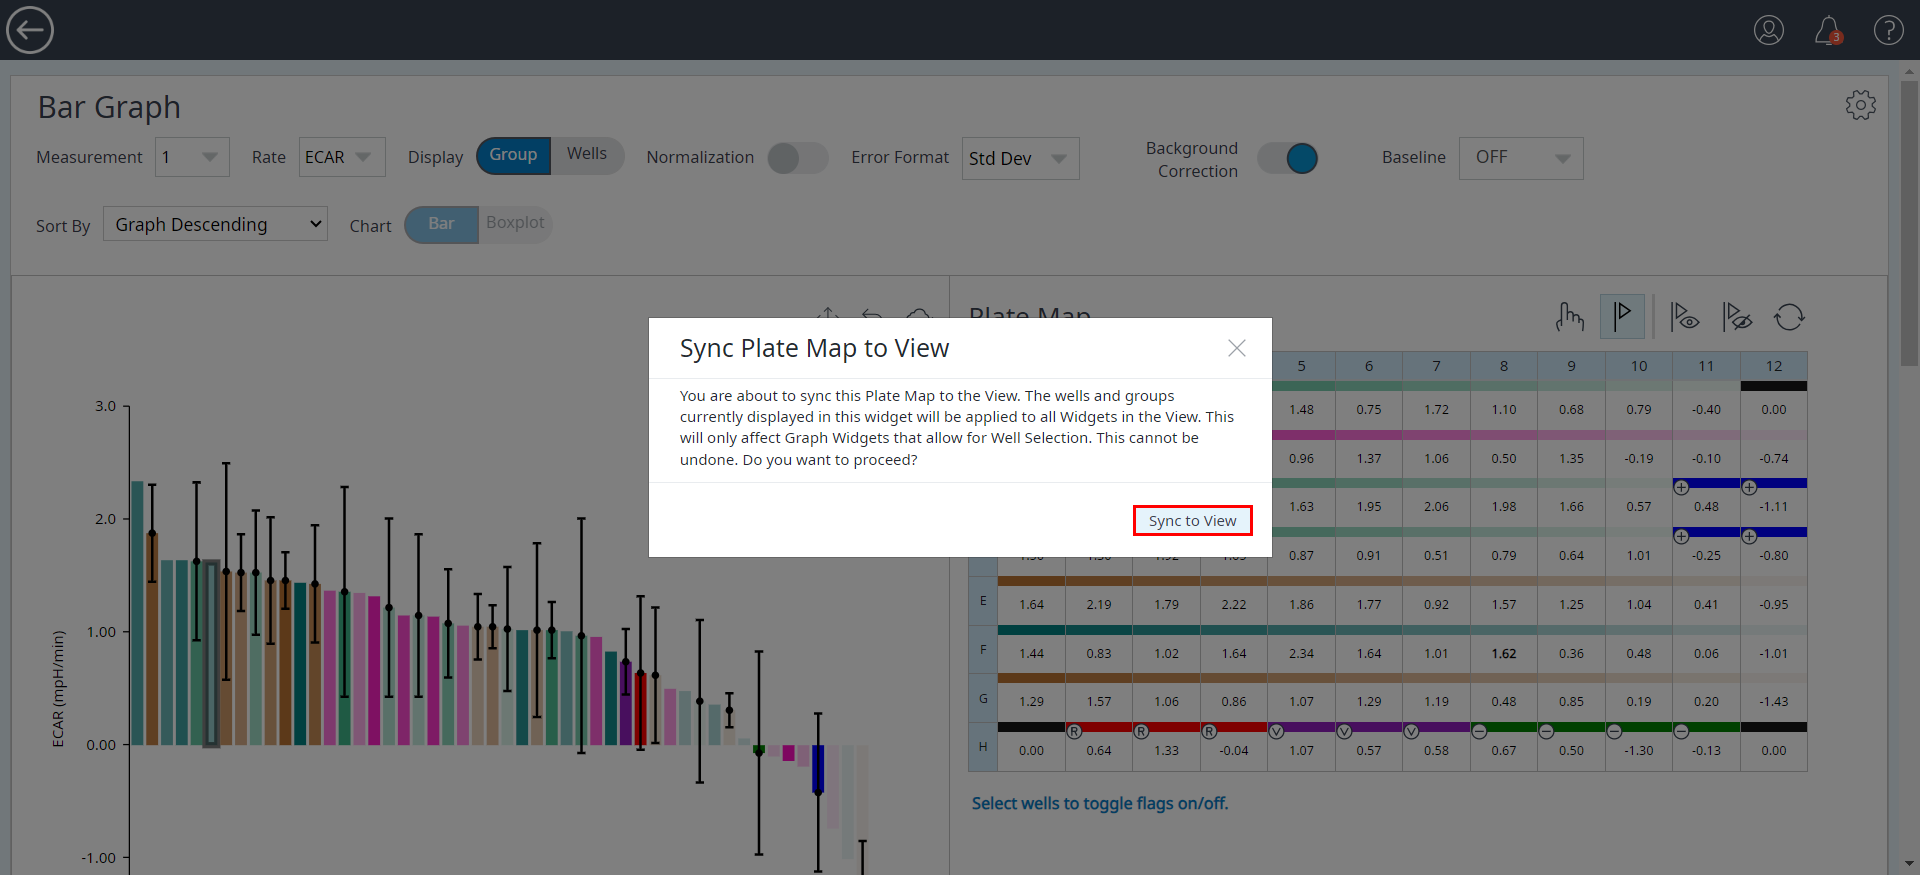 3
Bar Graph
Measurement 1 Rate ECAR Display Group Wells Normalization Error Format Std Dev Background Correction Baseline OFF
Sort By Graph Descending Chart Bar Boxplot
Plate Map
Sync Plate Map to View
You are about to sync this Plate Map to the View. The wells and groups
currently displayed in this widget will be applied to all Widgets in the View. This
will only affect Graph Widgets that allow for Well Selection. This cannot be
undone. Do you want to proceed?
Sync to View
ECAR (mpH/min)
3.0
2.0
1.00
0.00
-1.00
5 6 7 8 9 10 11 12
1.48 0.75 1.72 1.10 0.68 0.79 -0.40 0.00
0.96 1.37 1.06 0.50 1.35 -0.19 -0.10 -0.74
1.63 1.95 2.06 1.98 1.66 0.57 0.48 -1.11
0.87 0.91 0.51 0.79 0.64 1.01 -0.25 -0.80
E 1.64 2.19 1.79 2.22 1.86 1.77 0.92 1.57 1.25 1.04 0.41 -0.95
F 1.44 0.83 1.02 1.64 2.34 1.64 1.01 1.62 0.36 0.48 0.06 -1.01
G 1.29 1.57 1.06 0.86 1.07 1.29 1.19 0.48 0.85 0.19 0.20 -1.43
R R R V V V
H 0.00 0.64 1.33 -0.04 1.07 0.57 0.58 0.67 0.50 -1.30 -0.13 0.00
Select wells to toggle flags on/off.